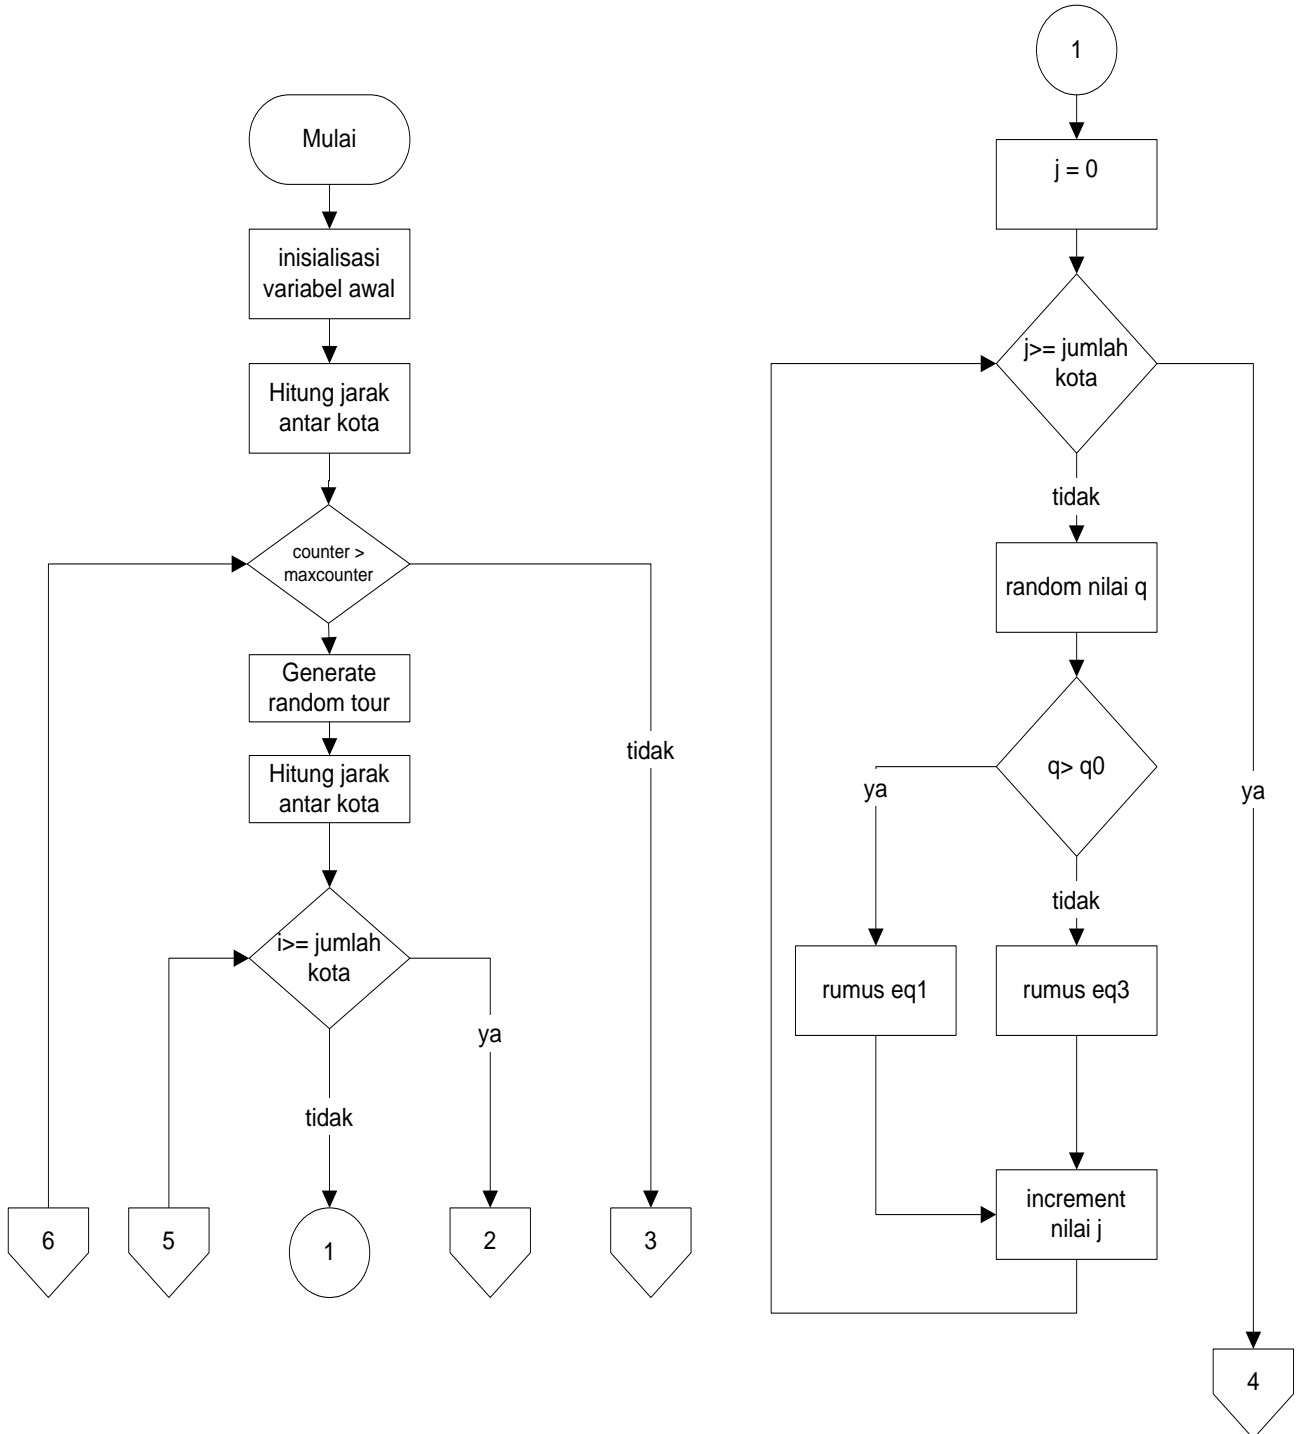 Mulai
inisialisasi
variabel awal
Hitung jarak
antar kota
counter >
maxcounter
Generate
random tour
tidak
Hitung jarak
antar kota
i>= jumlah
kota
ya
tidak
6
5
1
2
3
1
j = 0
j>= jumlah
kota
tidak
random nilai q
q> q0
ya
ya
tidak
rumus eq1
rumus eq3
increment
nilai j
4